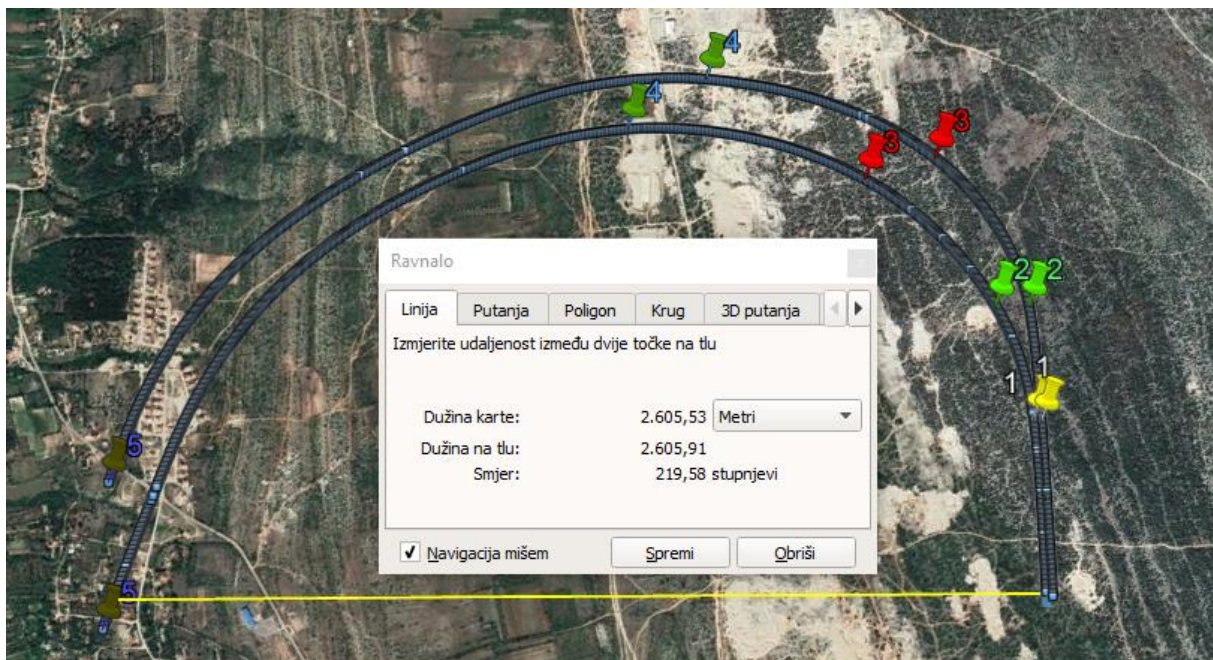 4
4
3
3
2 2
1
1
5
5
Ravnalo
Linija Putanja Poligon Krug 3D putanja
Izmjerite udaljenost između dvije točke na tlu
Dužina karte: 2.605,53 Metri
Dužina na tlu: 2.605,91
Smjer: 219,58 stupnjevi
Navigacija mišem Spremi Obriši